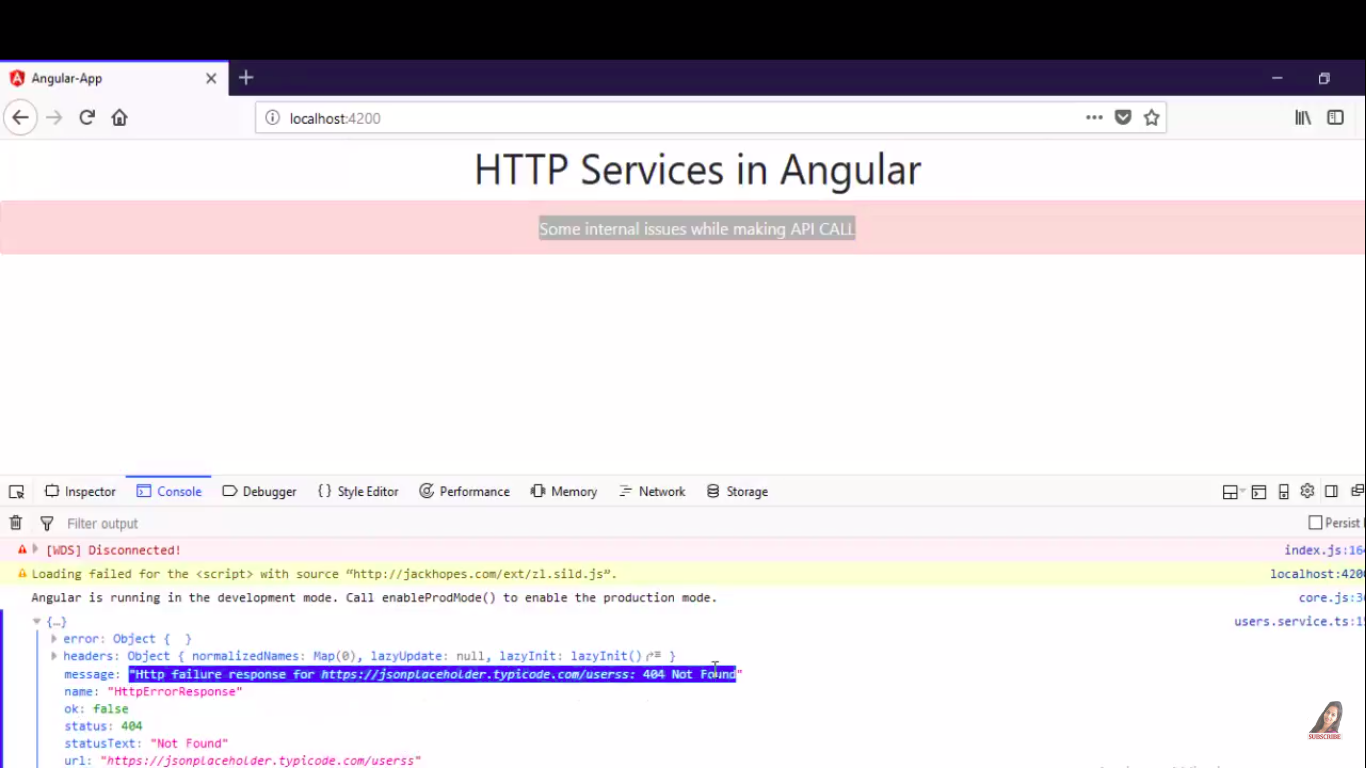 Angular-App
localhost:4200
HTTP Services in Angular
Some internal issues while making API CALL
Inspector Console Debugger { } Style Editor Performance Memory Network Storage
Filter output Persist
[WDS] Disconnected! index.js:16
Loading failed for the <script> with source “http://jackhopes.com/ext/zl.sild.js”. localhost:4200
Angular is running in the development mode. Call enableProdMode() to enable the production mode. core.js:3
{…} users.service.ts:1
error: Object { }
headers: Object { normalizedNames: Map(0), lazyUpdate: null, lazyInit: lazyInit() }
message: "Http failure response for https://jsonplaceholder.typicode.com/userss: 404 Not Found"
name: "HttpErrorResponse"
ok: false
status: 404
statusText: "Not Found"
url: "https://jsonplaceholder.typicode.com/userss"
SUBSCRIBE